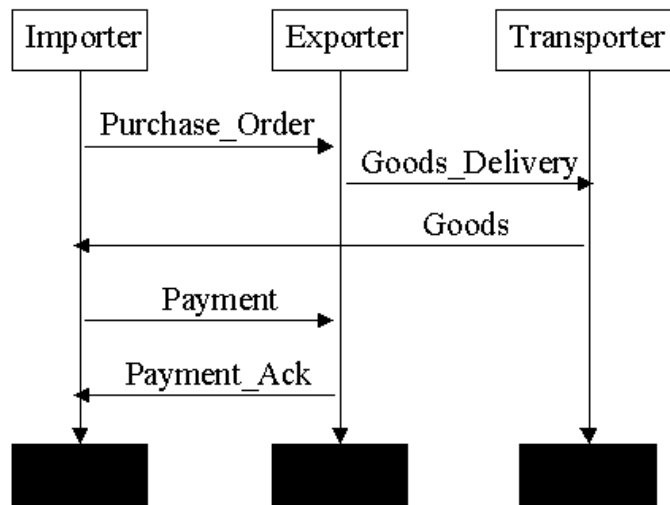 Importer
Exporter
Transporter
Purchase_Order
Goods_Delivery
Goods
Payment
Payment_Ack